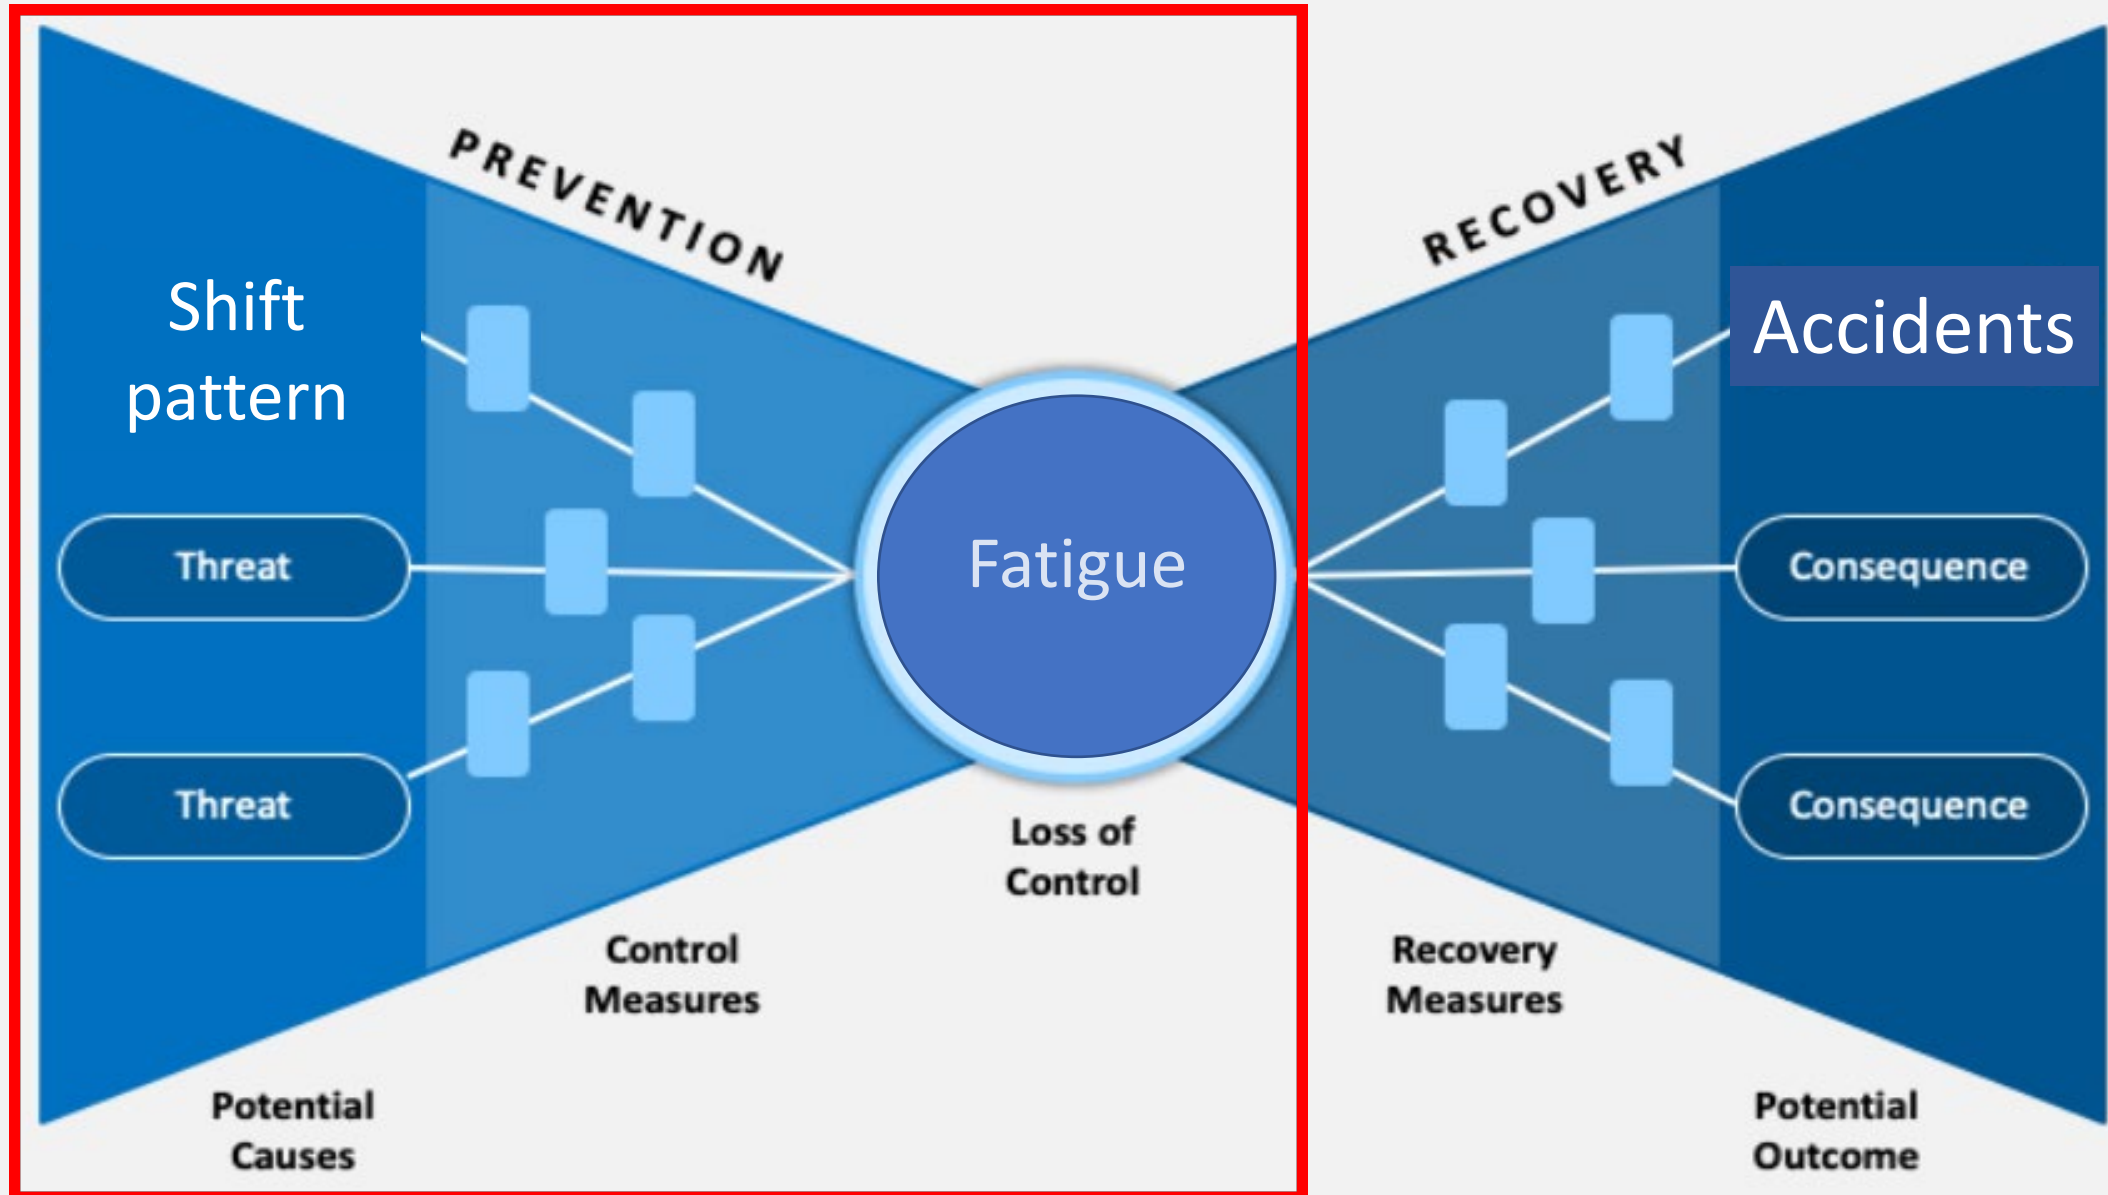 PREVENTION
RECOVERY
Shift
pattern
Accidents
Threat
Fatigue
Consequence
Threat
Consequence
Loss of
Control
Control
Measures
Recovery
Measures
Potential
Causes
Potential
Outcome